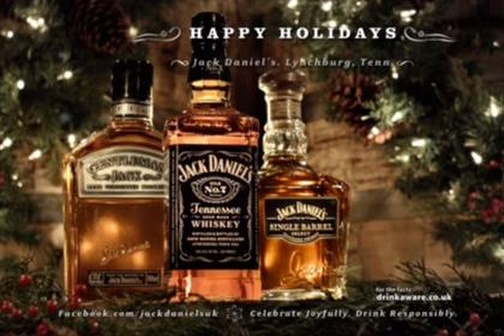 HAPPY HOLIDAYS
Jack Daniel's, Lynchburg, Tenn.
GENTLEMAN
JACK
JACK DANIEL'S
OLD
No.7
Tennessee
WHISKEY
JACK DANIEL'S
SINGLE BARREL
SELECT
for the facts
drinkaware.co.uk
Facebook.com/jackdanielsuk
Celebrate Joyfully. Drink Responsibly.